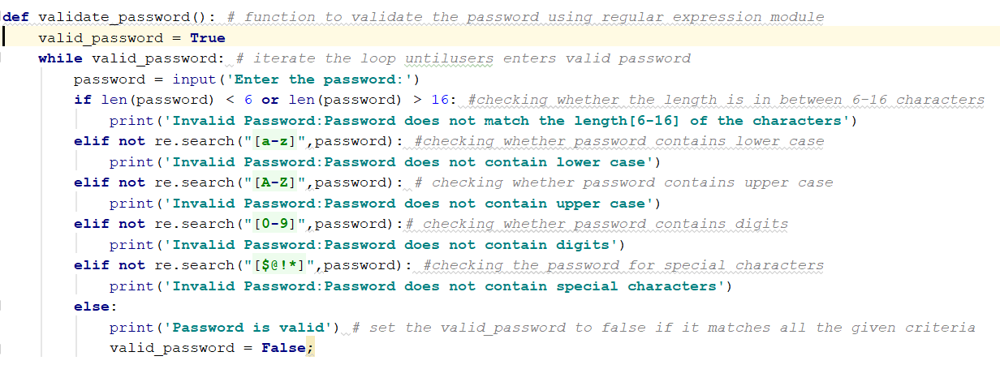 def validate_password(): # function to validate the password using regular expression module
    valid_password = True
    while valid_password: # iterate the loop untilusers enters valid password
        password = input('Enter the password:')
        if len(password) < 6 or len(password) > 16: #checking whether the length is in between 6-16 characters
            print('Invalid Password:Password does not match the length[6-16] of the characters')
        elif not re.search("[a-z]",password): #checking whether password contains lower case
            print('Invalid Password:Password does not contain lower case')
        elif not re.search("[A-Z]",password): # checking whether password contains upper case
            print('Invalid Password:Password does not contain upper case')
        elif not re.search("[0-9]",password):# checking whether password contains digits
            print('Invalid Password:Password does not contain digits')
        elif not re.search("[$@!*]",password): #checking the password for special characters
            print('Invalid Password:Password does not contain special characters')
        else:
            print('Password is valid') # set the valid_password to false if it matches all the given criteria
            valid_password = False;